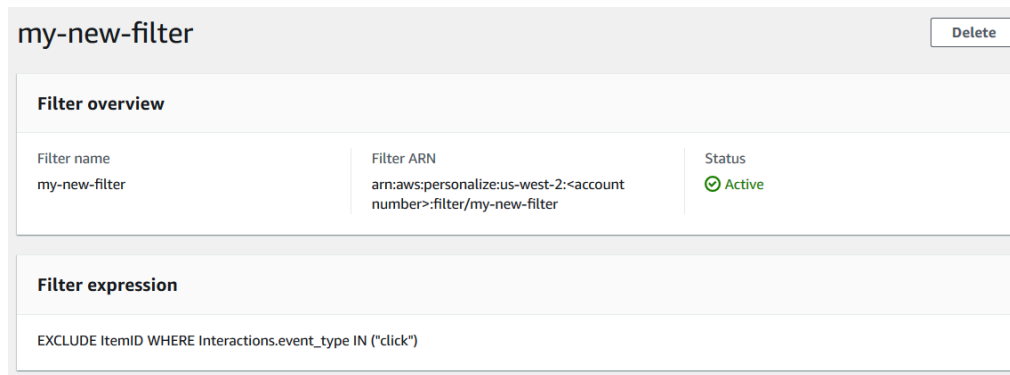 my-new-filter
Delete
Filter overview
Filter name
my-new-filter
Filter ARN
arn:aws:personalize:us-west-2:<account
number>:filter/my-new-filter
Status
Active
Filter expression
EXCLUDE ItemID WHERE Interactions.event_type IN ("click")